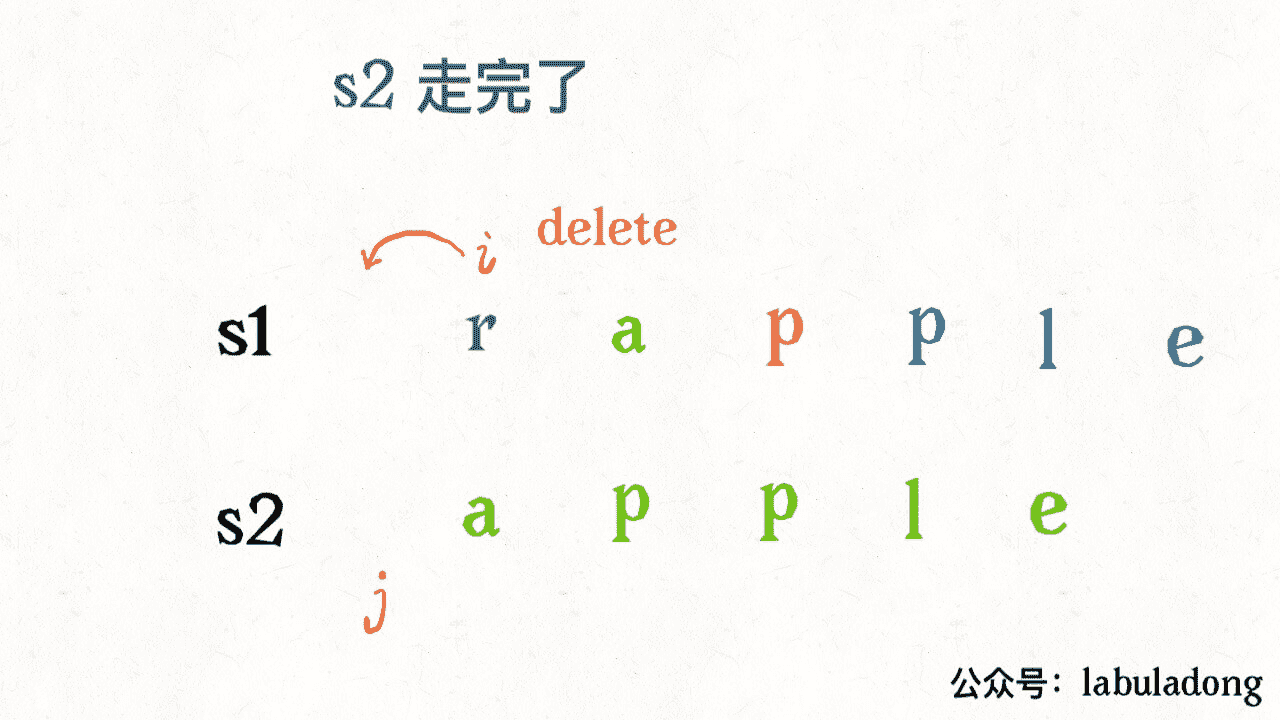 s2 走完了
i delete
s1 r a p p l e
s2 a p p l e
j
公众号：labuladong